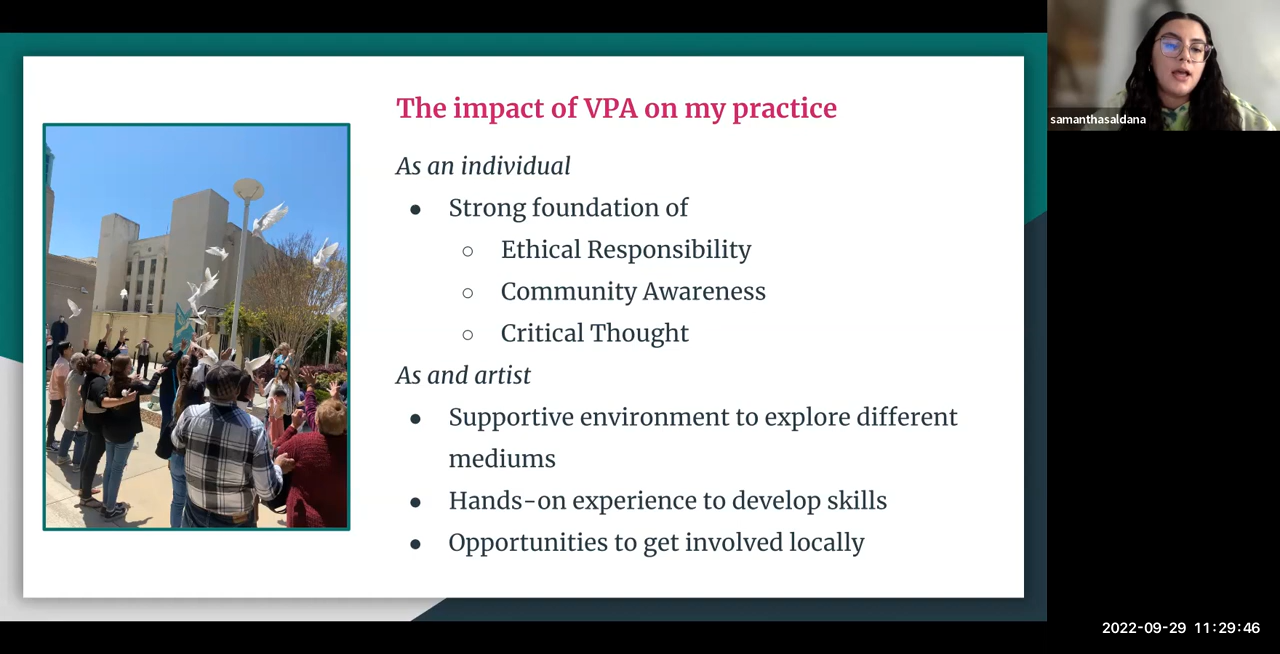 The impact of VPA on my practice
As an individual
● Strong foundation of
○ Ethical Responsibility
○ Community Awareness
○ Critical Thought
As and artist
● Supportive environment to explore different
mediums
● Hands-on experience to develop skills
● Opportunities to get involved locally
samanthasaldana
2022-09-29 11:29:46